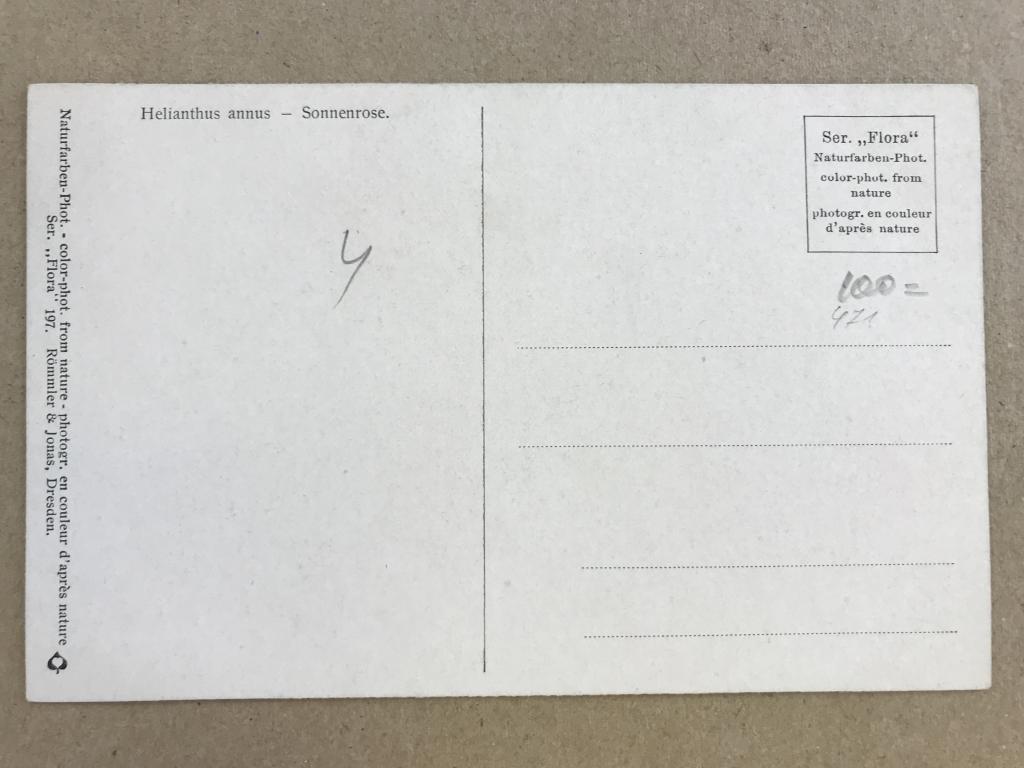 Helianthus annus – Sonnenrose.
Naturfarben-Phot. - color-phot. from nature - photogr. en couleur d'après nature
Ser. „Flora“ 197. Römmler & Jonas, Dresden.
4
Ser. „Flora“
Naturfarben-Phot.
color-phot. from
nature
photogr. en couleur
d'après nature
100=
471